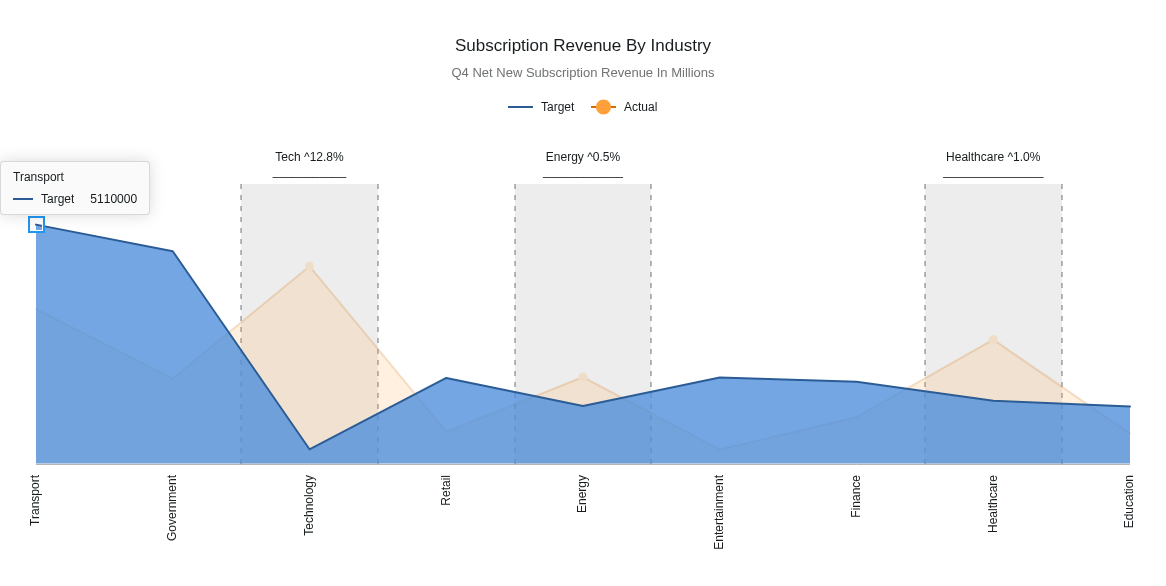 Subscription Revenue By Industry
Q4 Net New Subscription Revenue In Millions
Target
Actual
Tech ^12.8%
Energy ^0.5%
Healthcare ^1.0%
Transport
Target 5110000
Transport
Government
Technology
Retail
Energy
Entertainment
Finance
Healthcare
Education